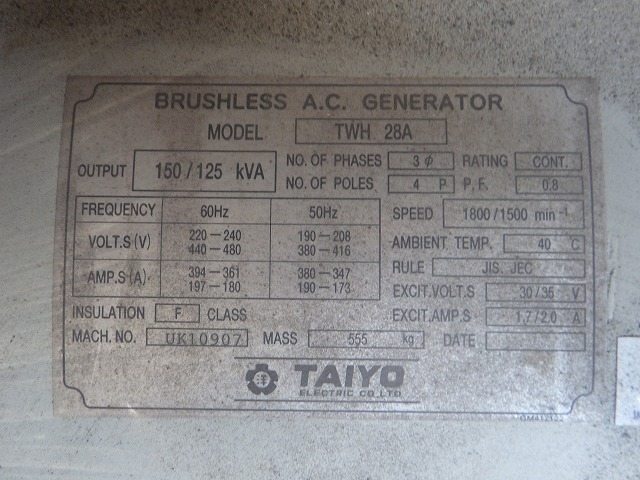 BRUSHLESS A.C. GENERATOR
MODEL TWH 28A
OUTPUT 150/125 kVA
NO. OF PHASES 3ϕ RATING CONT.
NO. OF POLES 4 P P.F. 0.8
FREQUENCY 60Hz 50Hz
VOLT.S (V) 220-240 190-208
440-480 380-416
AMP.S (A) 394-361 380-347
197-180 190-173
SPEED 1800/1500 min⁻¹
AMBIENT TEMP. 40 C
RULE JIS. JEC
EXCIT.VOLT.S 30/35 V
EXCIT.AMP.S 1.7/2.0 A
INSULATION F CLASS
MACH. NO. UK10907 MASS 555 kg DATE
TAIYO
ELECTRIC CO.,LTD.